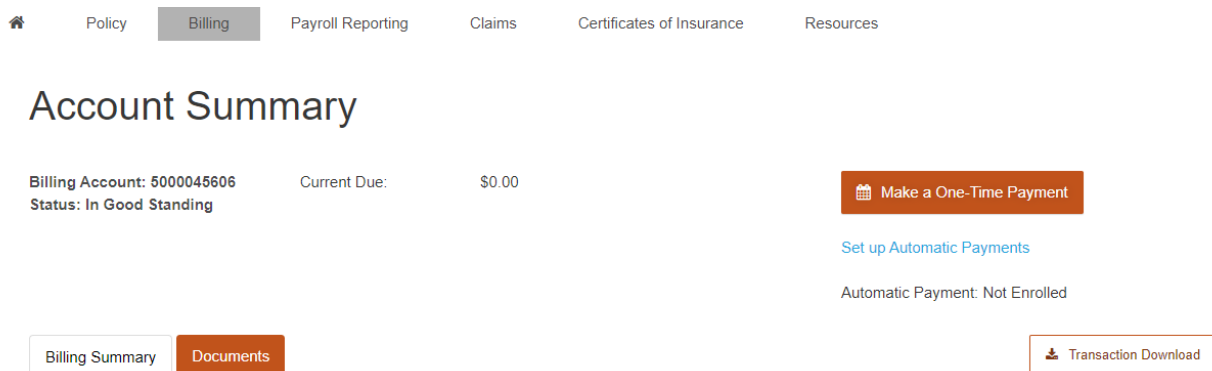 Policy Billing Payroll Reporting Claims Certificates of Insurance Resources
Account Summary
Billing Account: 5000045606 Current Due: $0.00
Status: In Good Standing
Make a One-Time Payment
Set up Automatic Payments
Automatic Payment: Not Enrolled
Billing Summary Documents Transaction Download